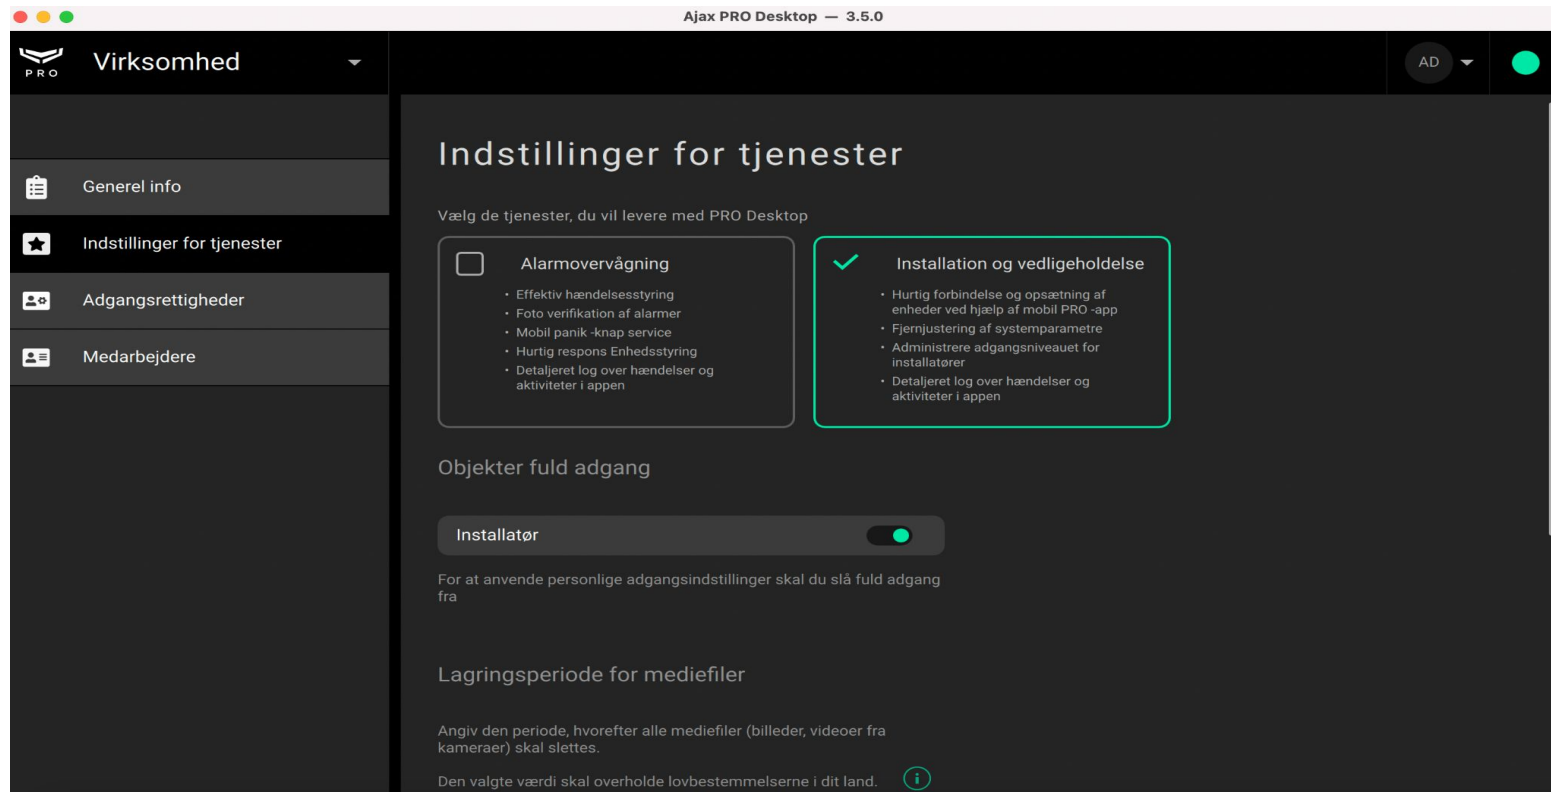 Ajax PRO Desktop — 3.5.0
PRO
Virksomhed
AD
Generel info
Indstillinger for tjenester
Adgangsrettigheder
Medarbejdere
Indstillinger for tjenester
Vælg de tjenester, du vil levere med PRO Desktop
Alarmovervågning
• Effektiv hændelsesstyring
• Foto verifikation af alarmer
• Mobil panik -knap service
• Hurtig respons Enhedsstyring
• Detaljeret log over hændelser og
aktiviteter i appen
Installation og vedligeholdelse
• Hurtig forbindelse og opsætning af
enheder ved hjælp af mobil PRO -app
• Fjernjustering af systemparametre
• Administrere adgangsniveauet for
installatører
• Detaljeret log over hændelser og
aktiviteter i appen
Objekter fuld adgang
Installatør
For at anvende personlige adgangsindstillinger skal du slå fuld adgang
fra
Lagringsperiode for mediefiler
Angiv den periode, hvorefter alle mediefiler (billeder, videoer fra
kameraer) skal slettes.
Den valgte værdi skal overholde lovbestemmelserne i dit land.